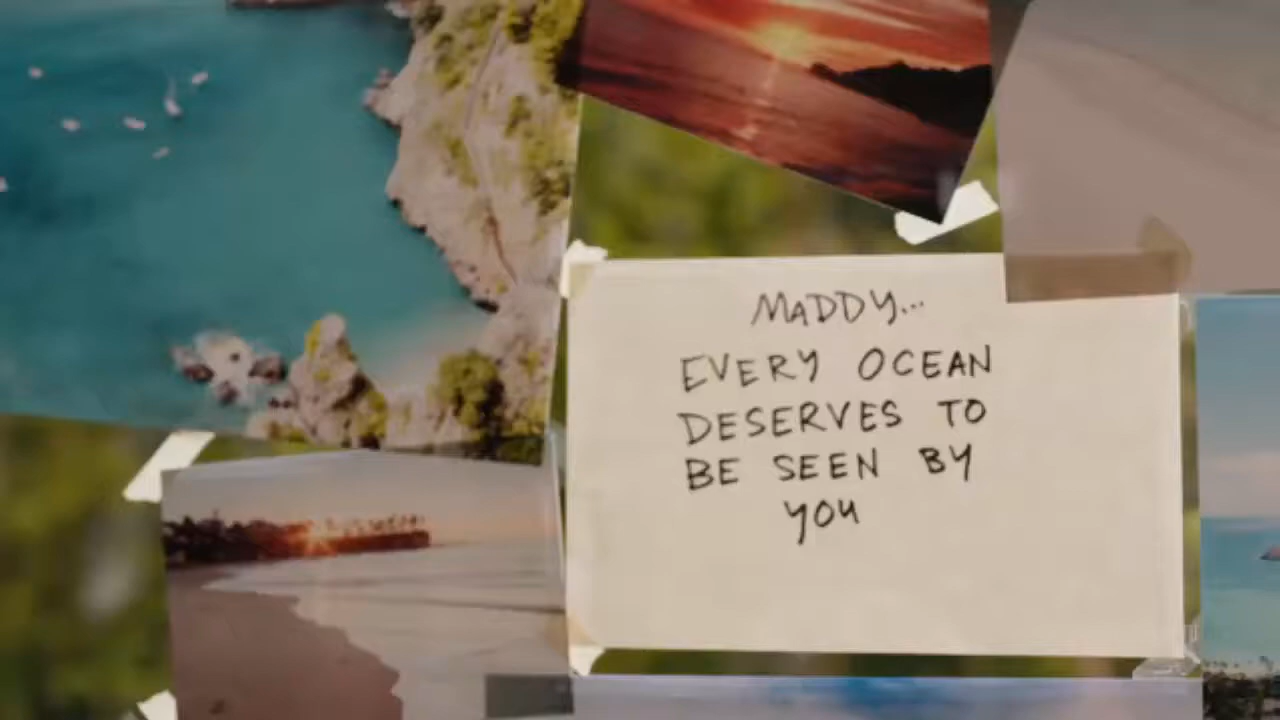 MADDY...
EVERY OCEAN
DESERVES TO
BE SEEN BY
YOU